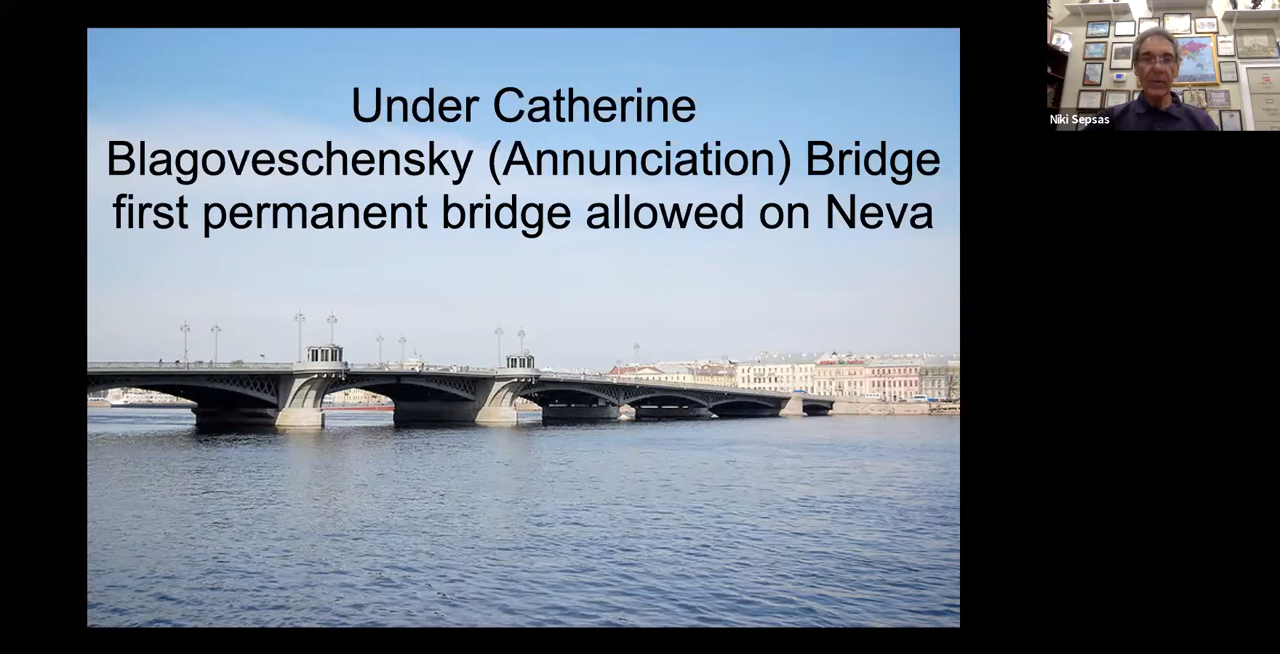 Under Catherine
Blagoveschensky (Annunciation) Bridge
first permanent bridge allowed on Neva
Niki Sepsas